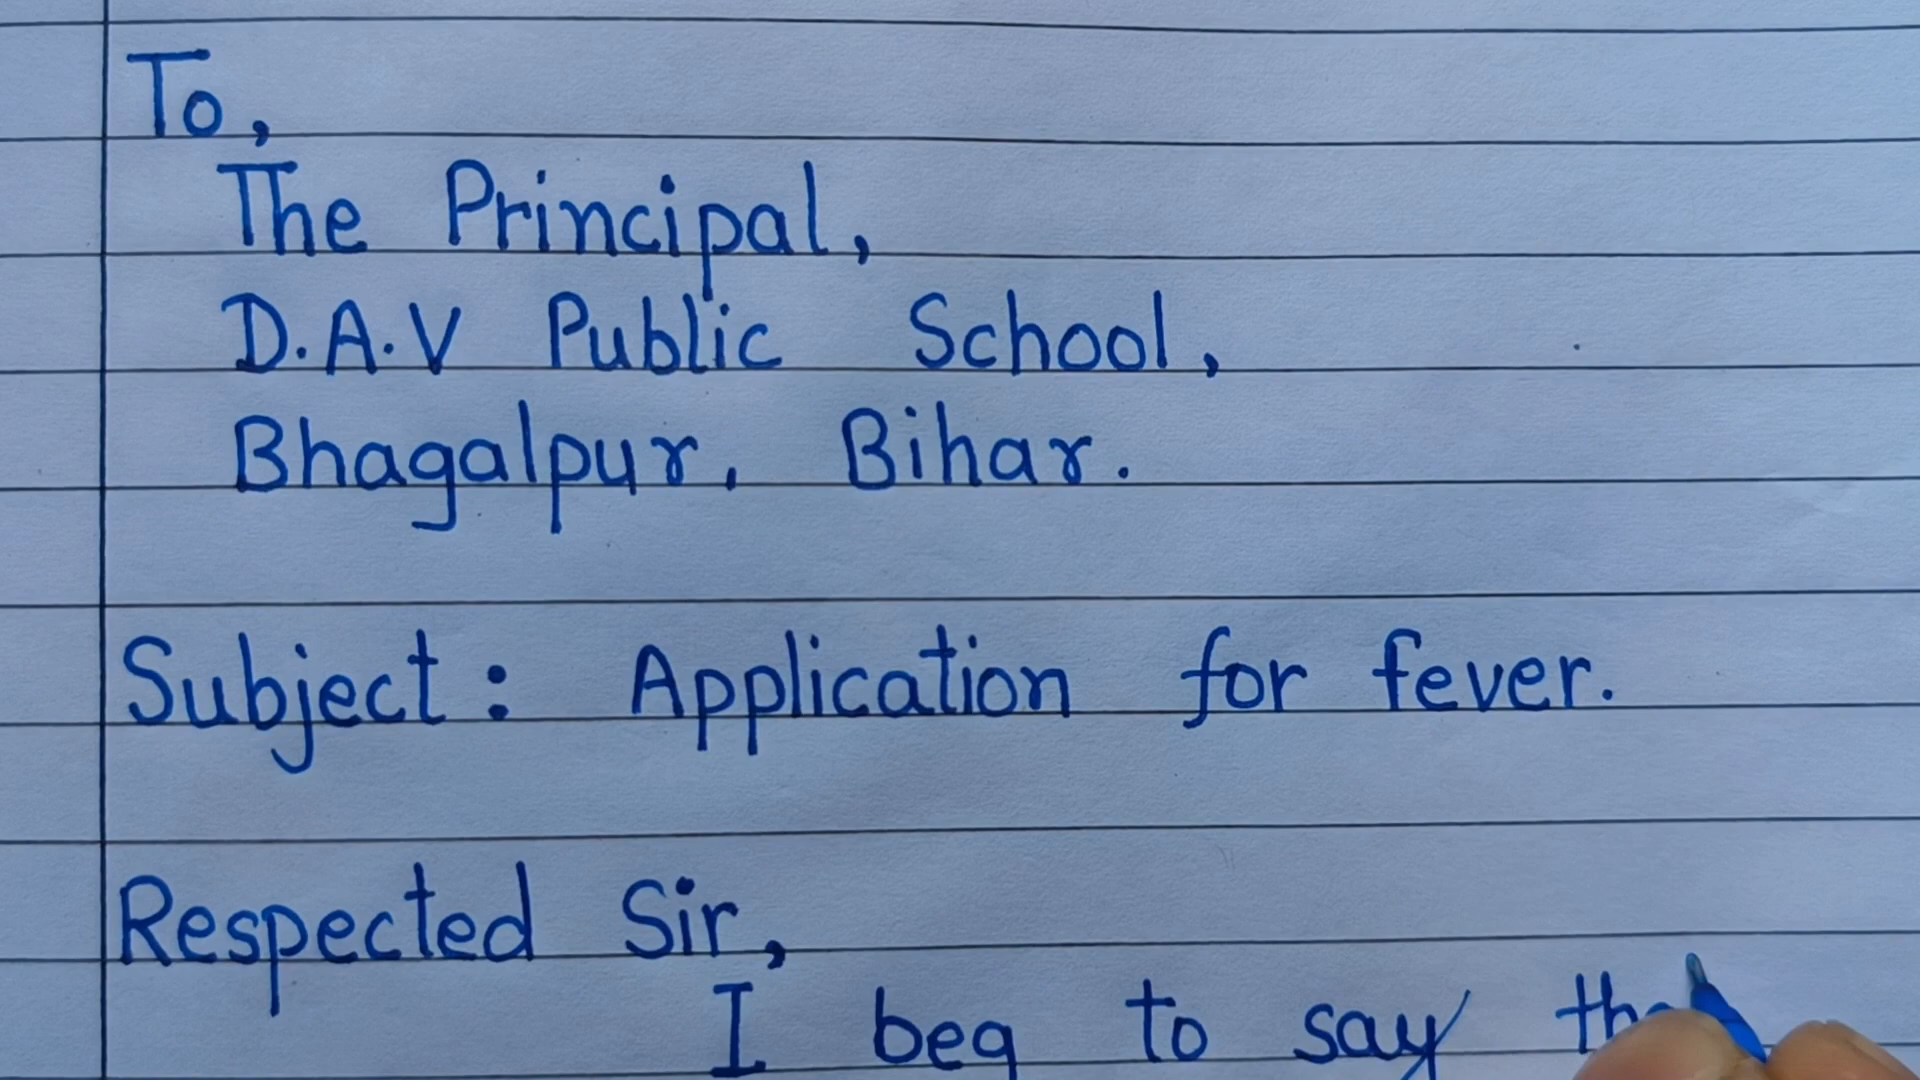 To,
The Principal,
D.A.V Public School,
Bhagalpur, Bihar.
Subject: Application for fever.
Respected Sir,
I beg to say